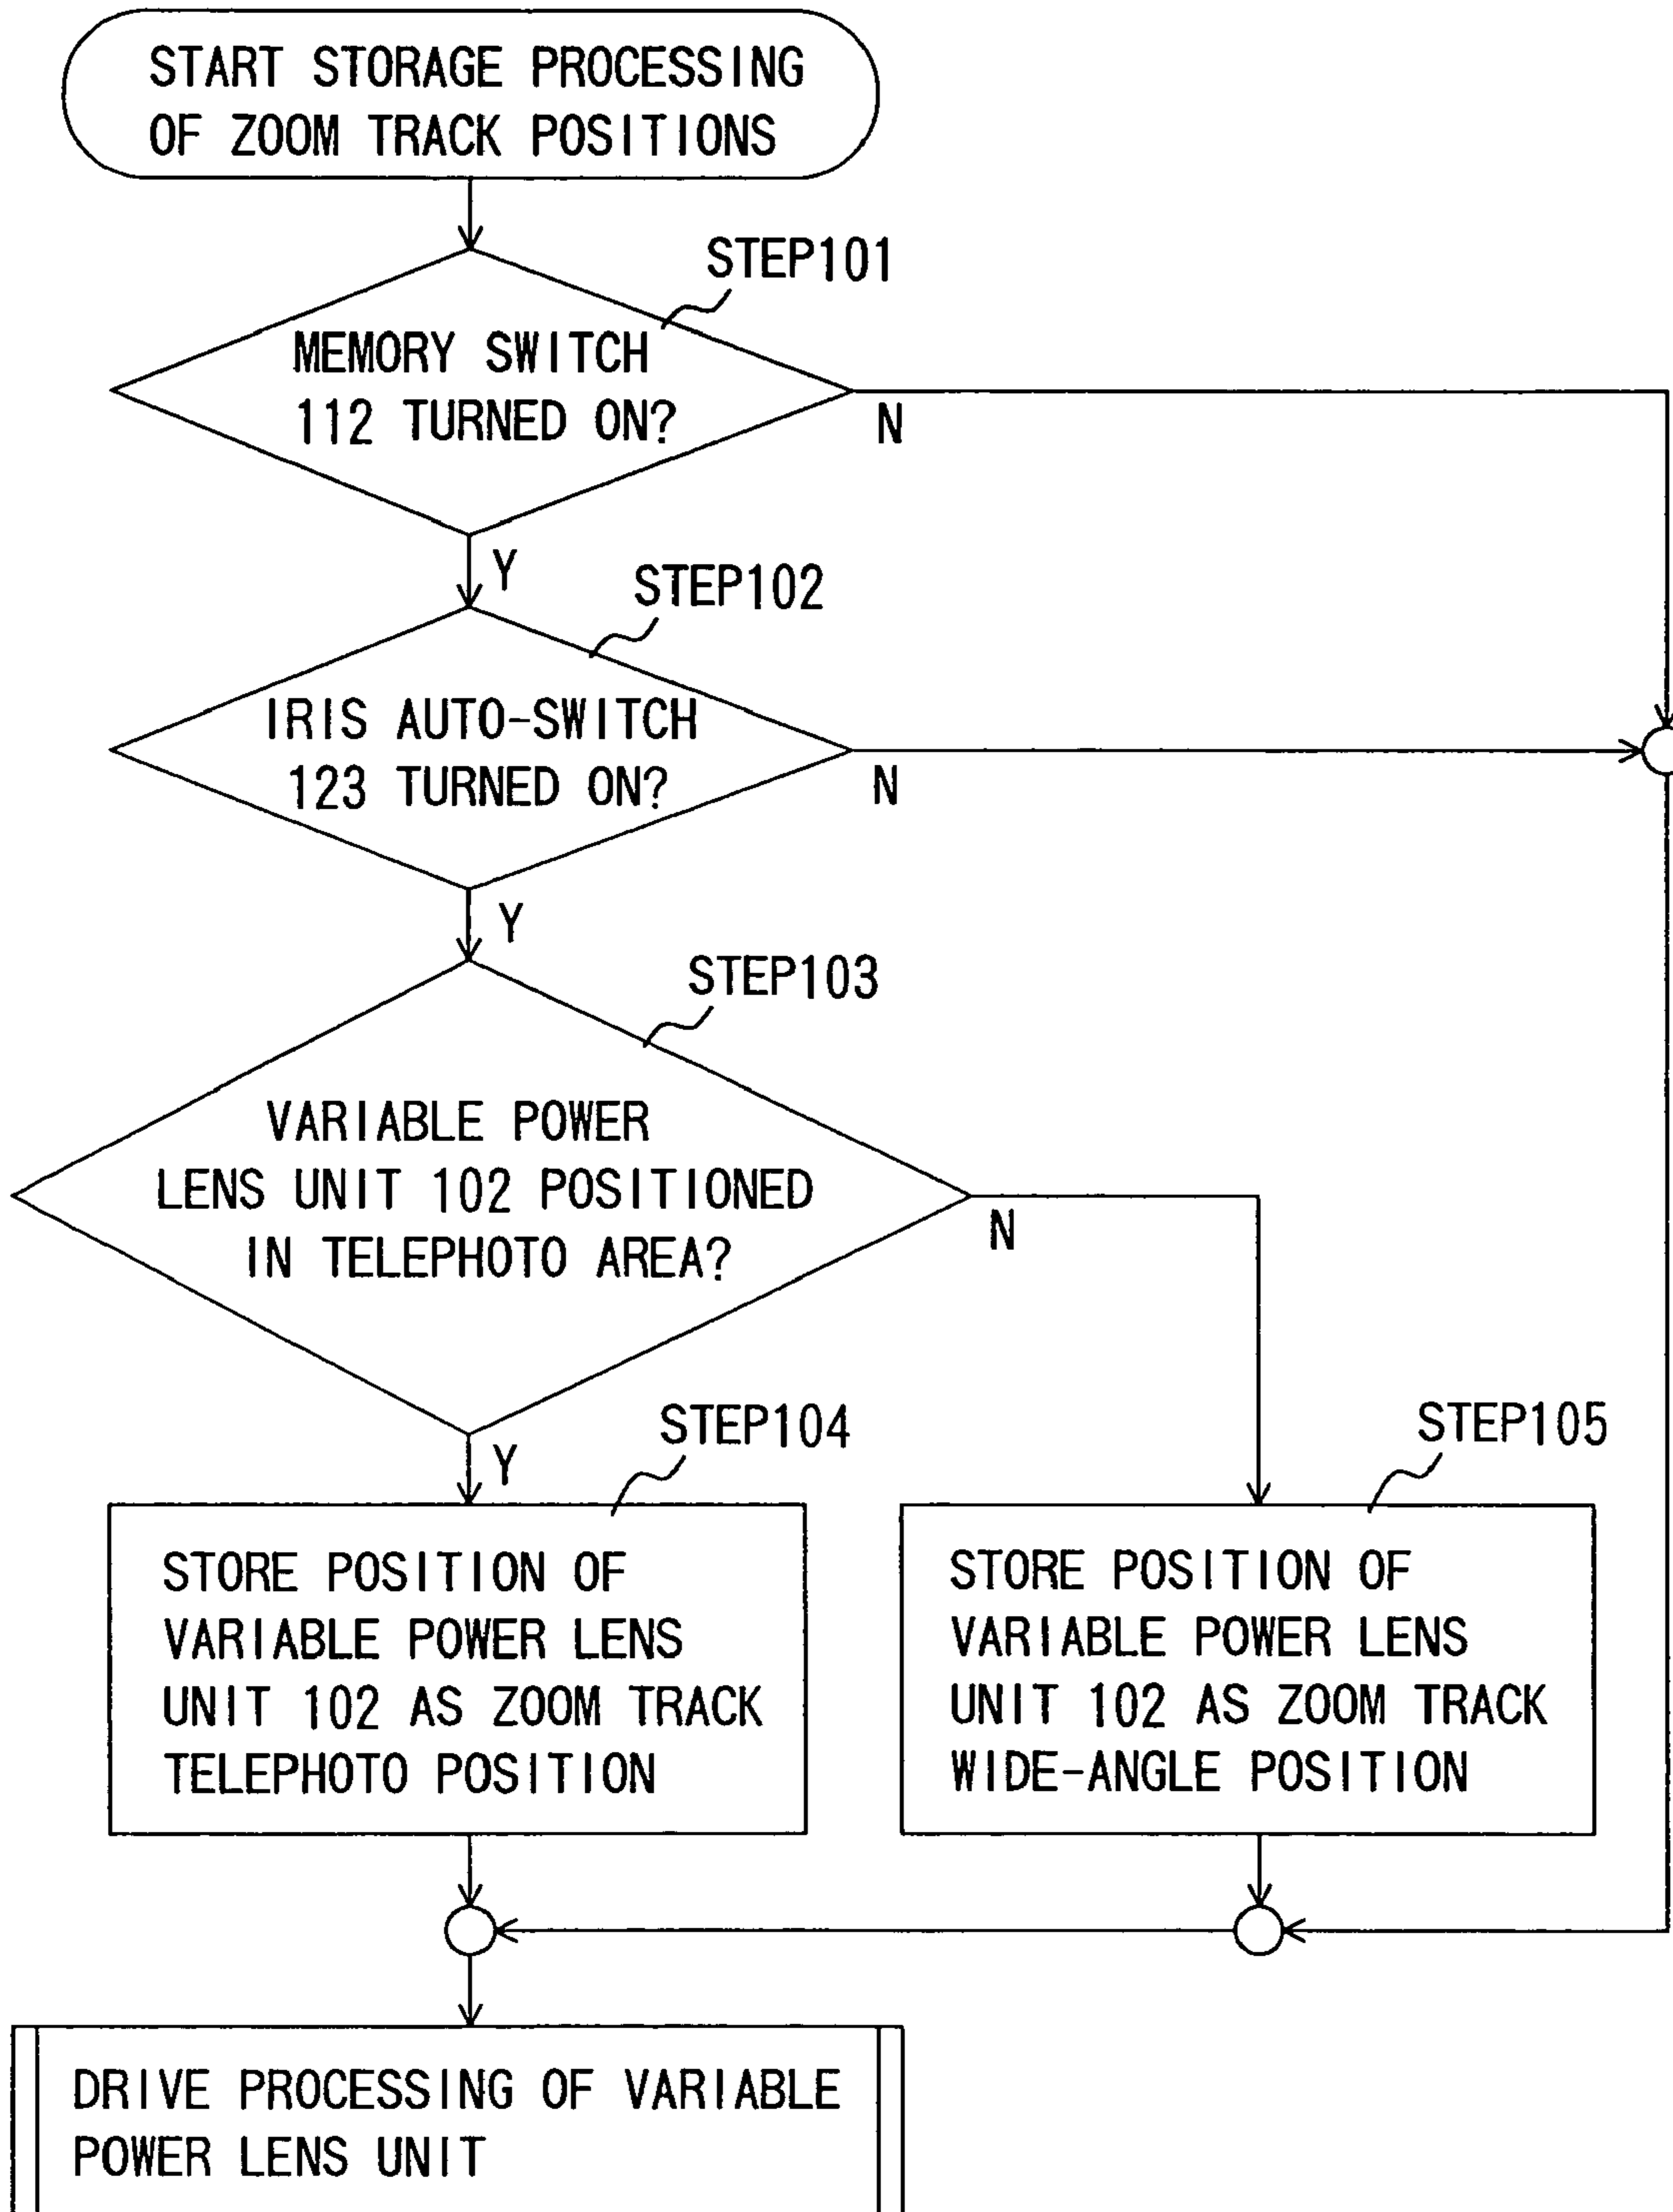 START STORAGE PROCESSING
OF ZOOM TRACK POSITIONS
STEP101
MEMORY SWITCH
112 TURNED ON?
N
Y
STEP102
IRIS AUTO-SWITCH
123 TURNED ON?
N
Y
STEP103
VARIABLE POWER
LENS UNIT 102 POSITIONED
IN TELEPHOTO AREA?
N
Y
STEP104
STORE POSITION OF
VARIABLE POWER LENS
UNIT 102 AS ZOOM TRACK
TELEPHOTO POSITION
STEP105
STORE POSITION OF
VARIABLE POWER LENS
UNIT 102 AS ZOOM TRACK
WIDE-ANGLE POSITION
DRIVE PROCESSING OF VARIABLE
POWER LENS UNIT